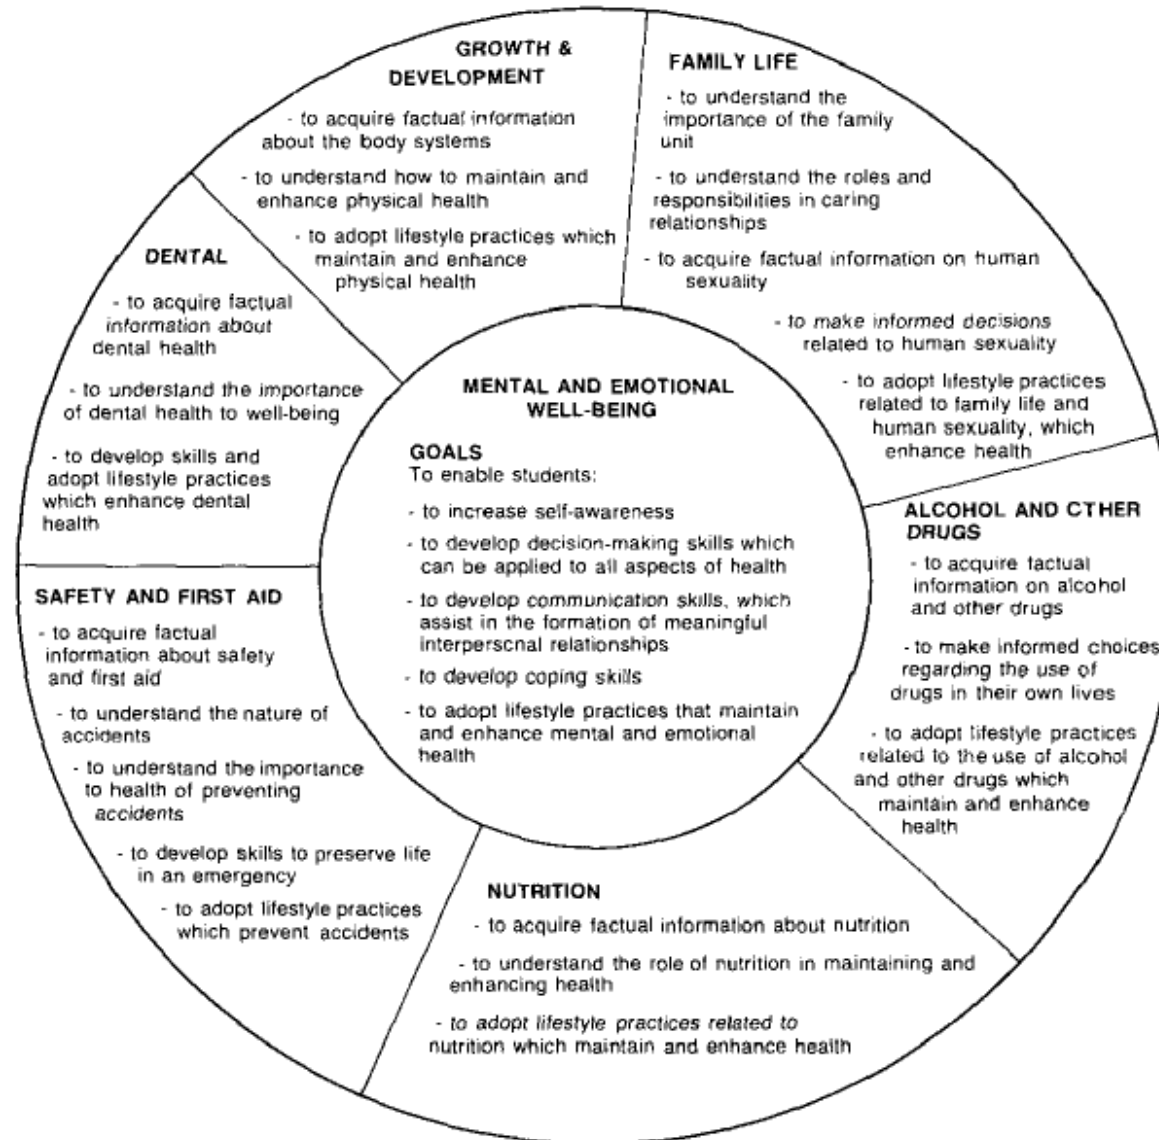 GROWTH &
DEVELOPMENT
- to acquire factual information
about the body systems
- to understand how to maintain and
enhance physical health
- to adopt lifestyle practices which
maintain and enhance
physical health
FAMILY LIFE
- to understand the
importance of the family
unit
- to understand the roles and
responsibilities in caring
relationships
- to acquire factual information on human
sexuality
- to make informed decisions
related to human sexuality
- to adopt lifestyle practices
related to family life and
human sexuality, which
enhance health
DENTAL
- to acquire factual
information about
dental health
- to understand the importance
of dental health to well-being
- to develop skills and
adopt lifestyle practices
which enhance dental
health
MENTAL AND EMOTIONAL
WELL-BEING
GOALS
To enable students:
- to increase self-awareness
- to develop decision-making skills which
can be applied to all aspects of health
- to develop communication skills, which
assist in the formation of meaningful
interperscnal relationships
- to develop coping skills
- to adopt lifestyle practices that maintain
and enhance mental and emotional
health
ALCOHOL AND CTHER
DRUGS
- to acquire factual
information on alcohol
and other drugs
- to make informed choices
regarding the use of
drugs in their own lives
- to adopt lifestyle practices
related to the use of alcohol
and other drugs which
maintain and enhance
health
SAFETY AND FIRST AID
- to acquire factual
information about safety
and first aid
- to understand the nature of
accidents
- to understand the importance
to health of preventing
accidents
- to develop skills to preserve life
in an emergency
- to adopt lifestyle practices
which prevent accidents
NUTRITION
- to acquire factual information about nutrition
- to understand the role of nutrition in maintaining and
enhancing health
- to adopt lifestyle practices related to
nutrition which maintain and enhance health